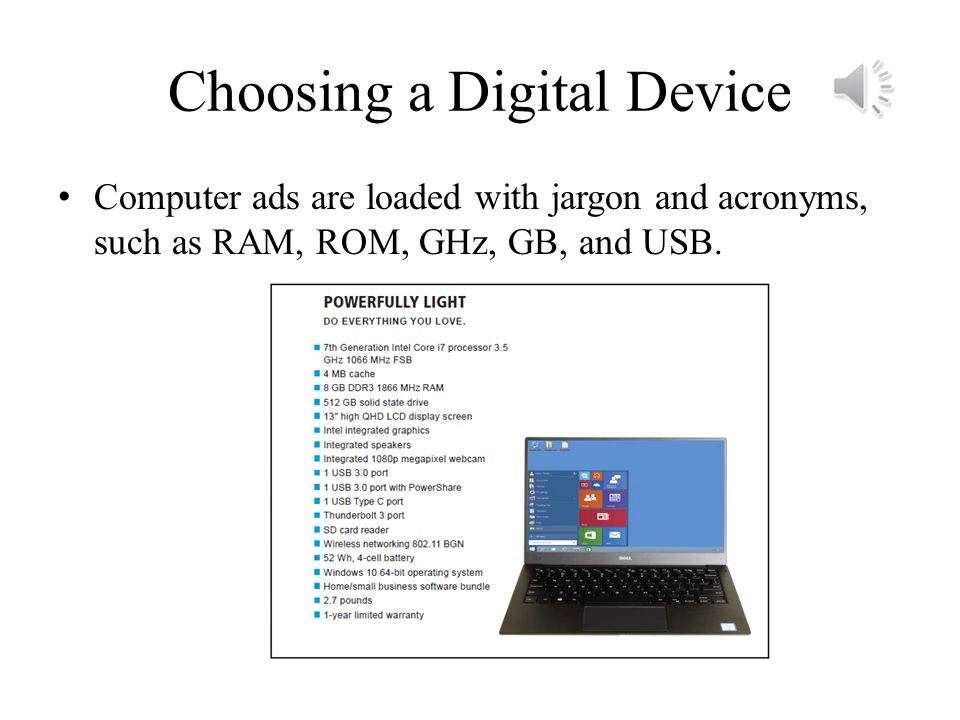 Choosing a Digital Device
• Computer ads are loaded with jargon and acronyms,
such as RAM, ROM, GHz, GB, and USB.
POWERFULLY LIGHT
DO EVERYTHING YOU LOVE.
7th Generation Intel Core i7 processor 3.5
GHz 1066 MHz FSB
4 MB cache
8 GB DDR3 1866 MHz RAM
512 GB solid state drive
13" high QHD LCD display screen
Intel integrated graphics
Integrated speakers
Integrated 1080p megapixel webcam
1 USB 3.0 port
1 USB 3.0 port with PowerShare
1 USB Type C port
Thunderbolt 3 port
SD card reader
Wireless networking 802.11 BGN
52 Wh, 4-cell battery
Windows 10 64-bit operating system
Home/small business software bundle
2.7 pounds
1-year limited warranty
DELL